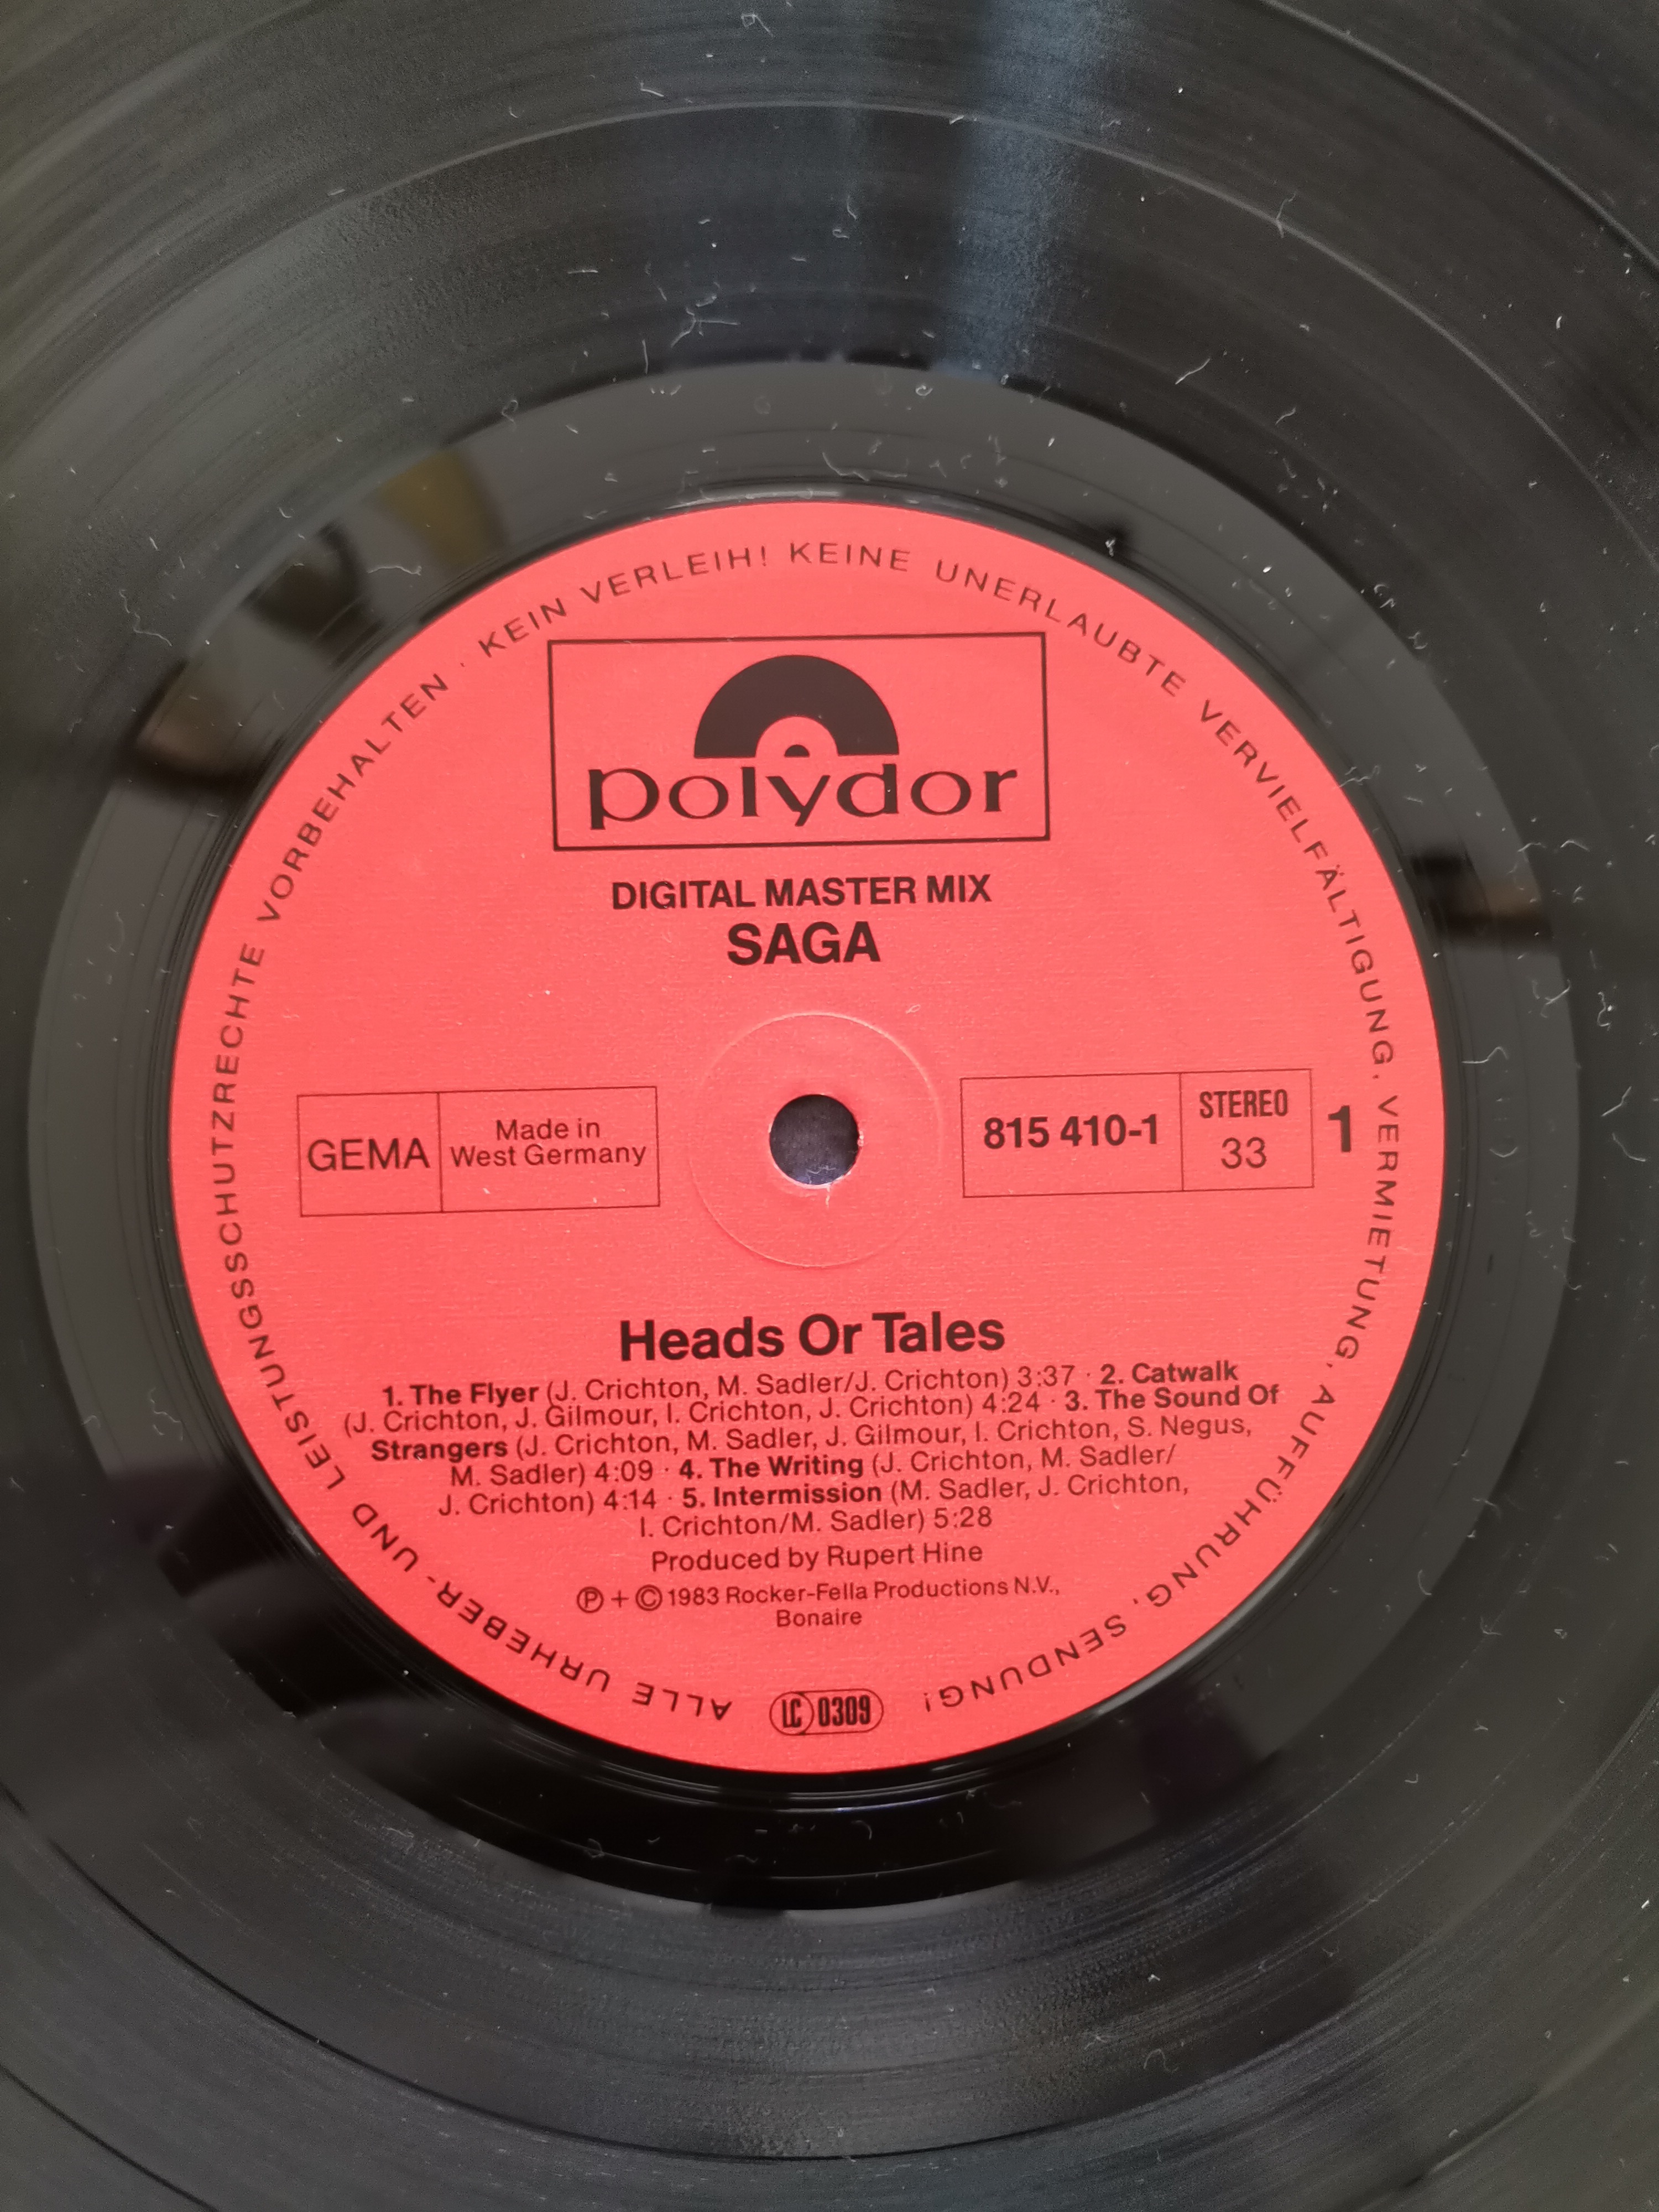 ALLE URHEBER- UND LEISTUNGSSCHUTZRECHTE VORBEHALTEN · KEIN VERLEIH! KEINE UNERLAUBTE VERVIELFÄLTIGUNG, VERMIETUNG, AUFFÜHRUNG, SENDUNG!
polydor
DIGITAL MASTER MIX
SAGA
GEMA
Made in
West Germany
815 410-1
STEREO
33
1
Heads Or Tales
1. The Flyer (J. Crichton, M. Sadler/J. Crichton) 3:37 · 2. Catwalk
(J. Crichton, J. Gilmour, I. Crichton, J. Crichton) 4:24 · 3. The Sound Of
Strangers (J. Crichton, M. Sadler, J. Gilmour, I. Crichton, S. Negus,
M. Sadler) 4:09 · 4. The Writing (J. Crichton, M. Sadler/
J. Crichton) 4:14 · 5. Intermission (M. Sadler, J. Crichton,
I. Crichton/M. Sadler) 5:28
Produced by Rupert Hine
Ⓟ + © 1983 Rocker-Fella Productions N.V.,
Bonaire
LC 0309